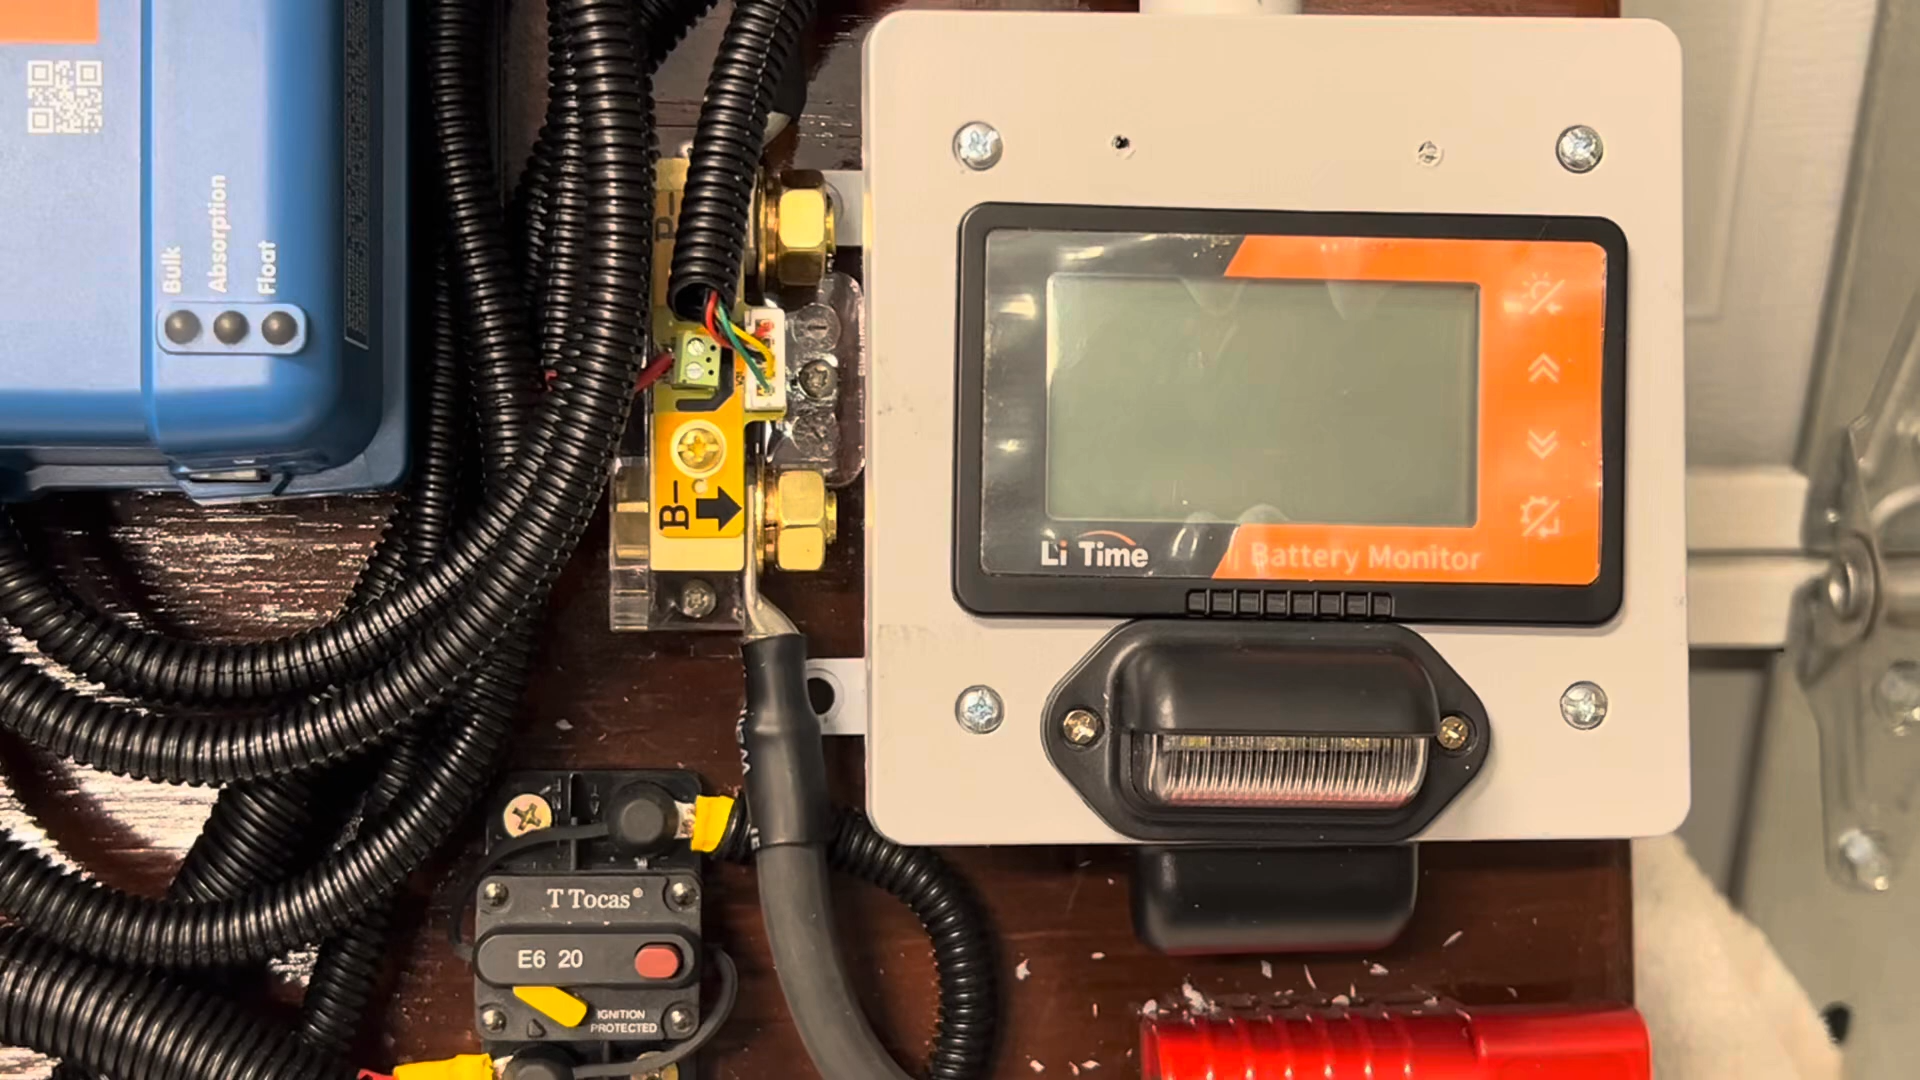 Bulk
Absorption
Float
P-
B-
Li Time
Battery Monitor
T Tocas®
E6 20
IGNITION
PROTECTED